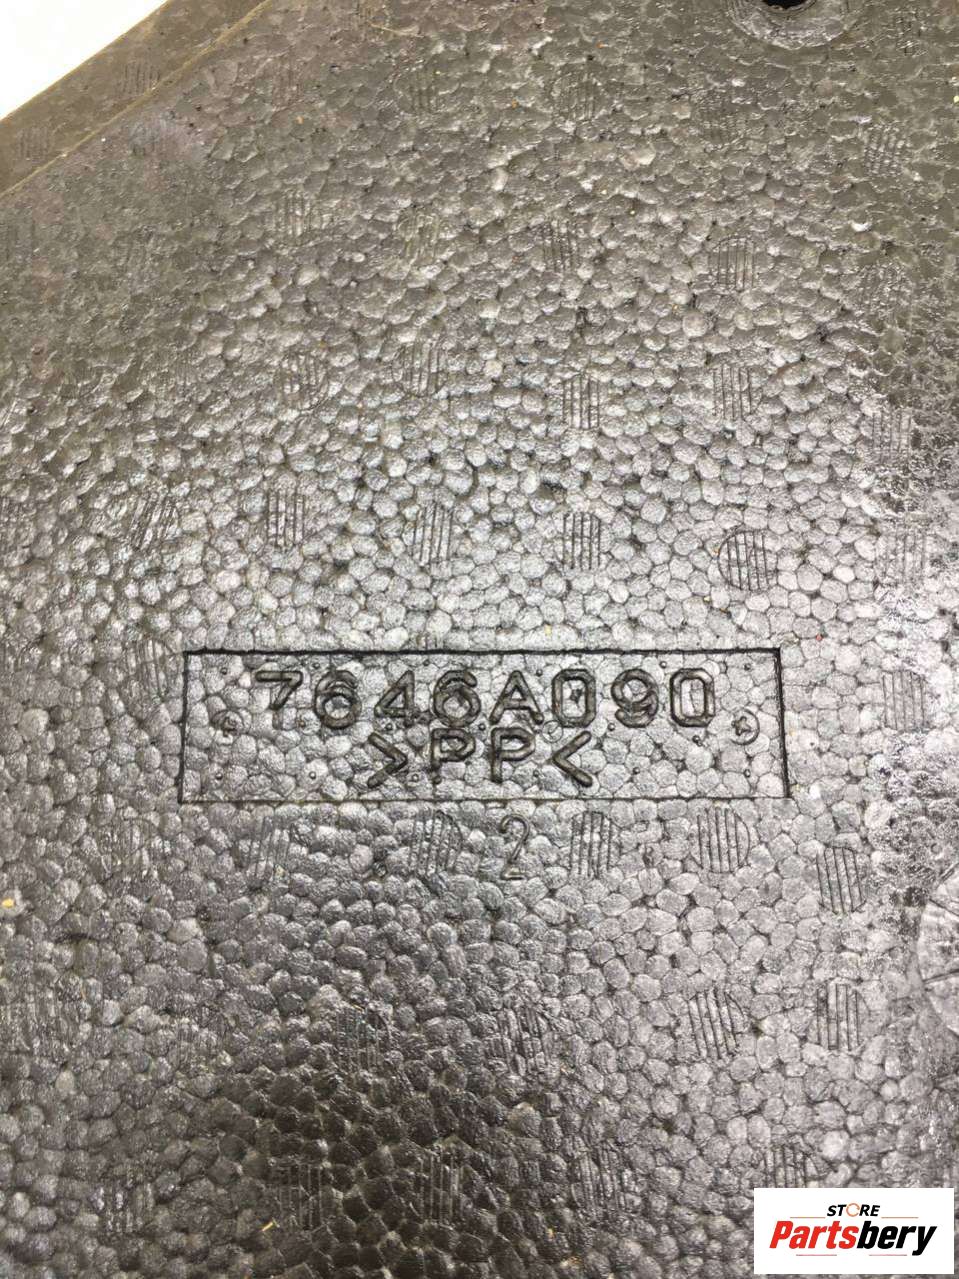 7646A090
>PP<
2
STORE
Partsbery